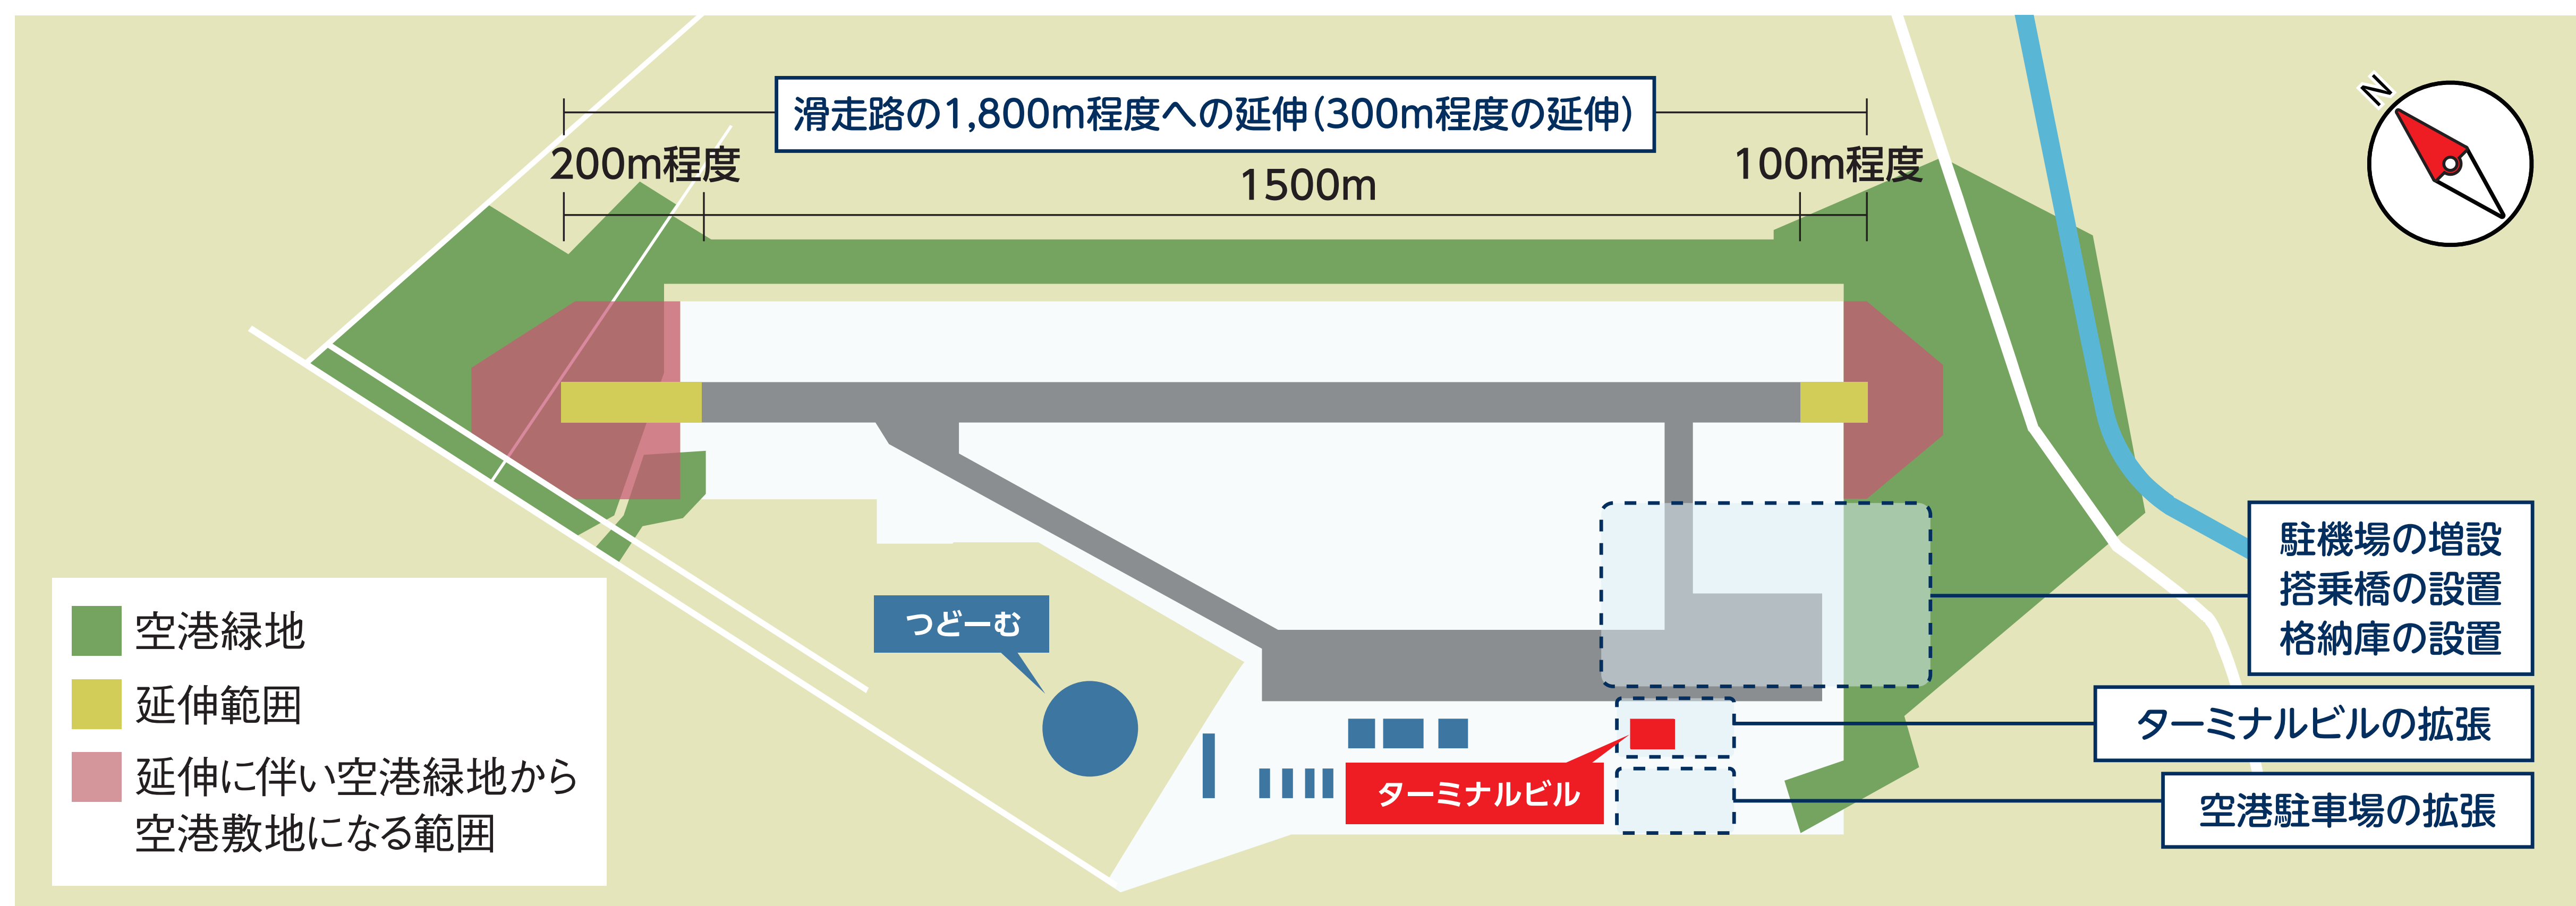 滑走路の1,800m程度への延伸（300m程度の延伸）
200m程度
1500m
100m程度
N
駐機場の増設
搭乗橋の設置
格納庫の設置
ターミナルビルの拡張
空港駐車場の拡張
つどーむ
ターミナルビル
空港緑地
延伸範囲
延伸に伴い空港緑地から
空港敷地になる範囲